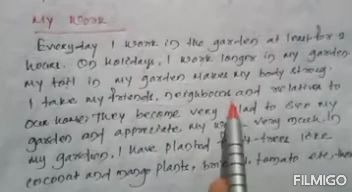 My Work
Everyday I work in the garden at least for 2
hours. On holidays, I work longer in my garden.
my toil in my garden makes my body strong.
I take my friends, neighbours and relatives to
our house. They become very glad to see my
garden and appreciate my very much. In
my garden, I have planted trees like
coconut and mango plants, tomato etc.
FILMIGO